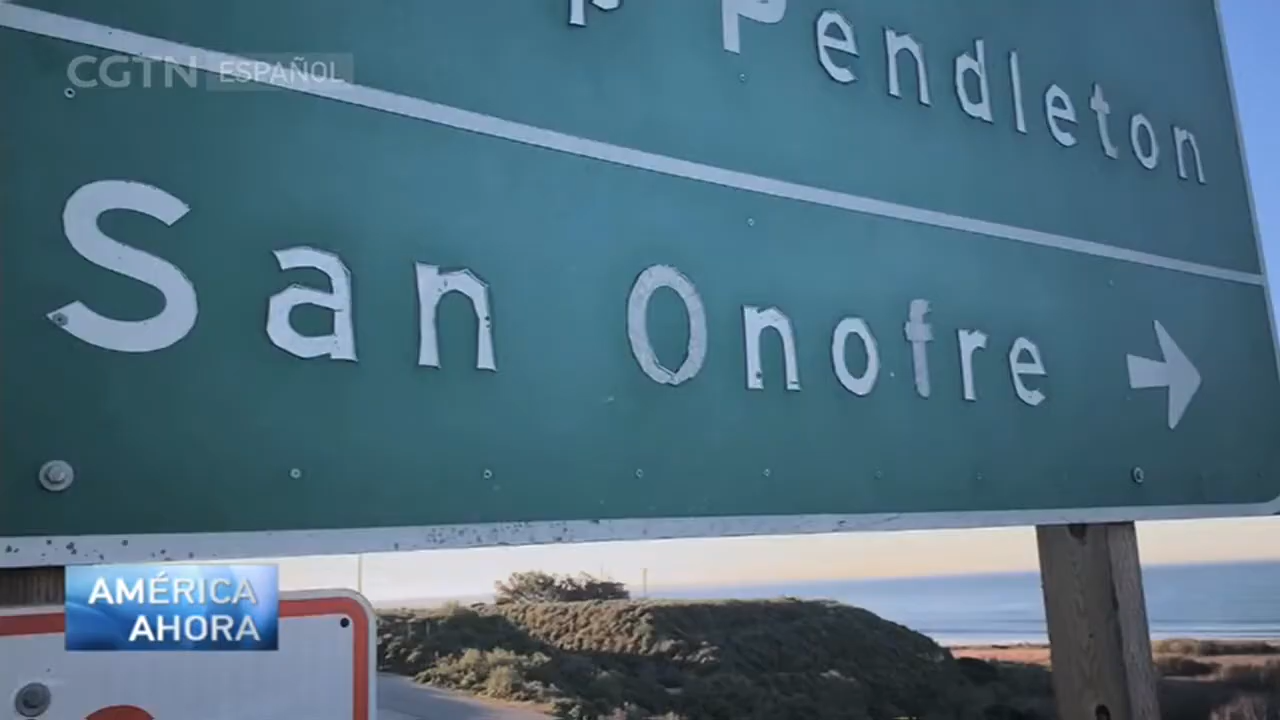 CGTN ESPAÑOL
Pendleton
San Onofre
AMÉRICA
AHORA